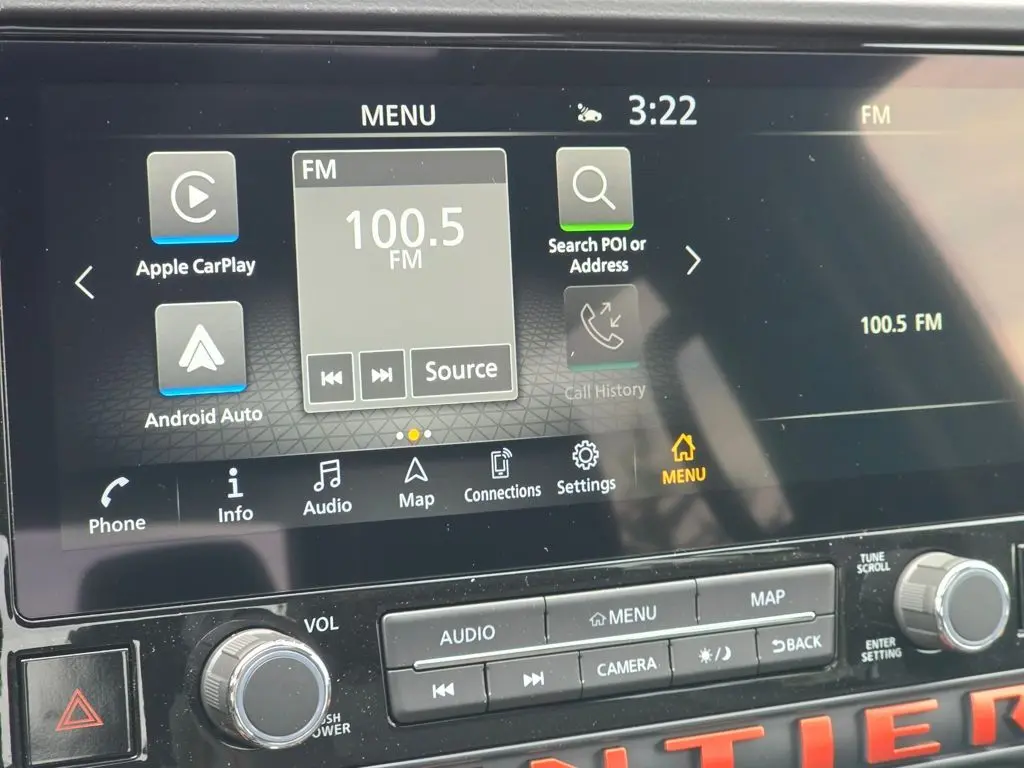 MENU
3:22
FM
Apple CarPlay
FM
100.5
FM
Source
Search POI or
Address
100.5 FM
Android Auto
Call History
Phone
Info
Audio
Map
Connections
Settings
MENU
VOL
AUDIO
MENU
MAP
CAMERA
BACK
TUNE
SCROLL
ENTER
SETTING
NTIER